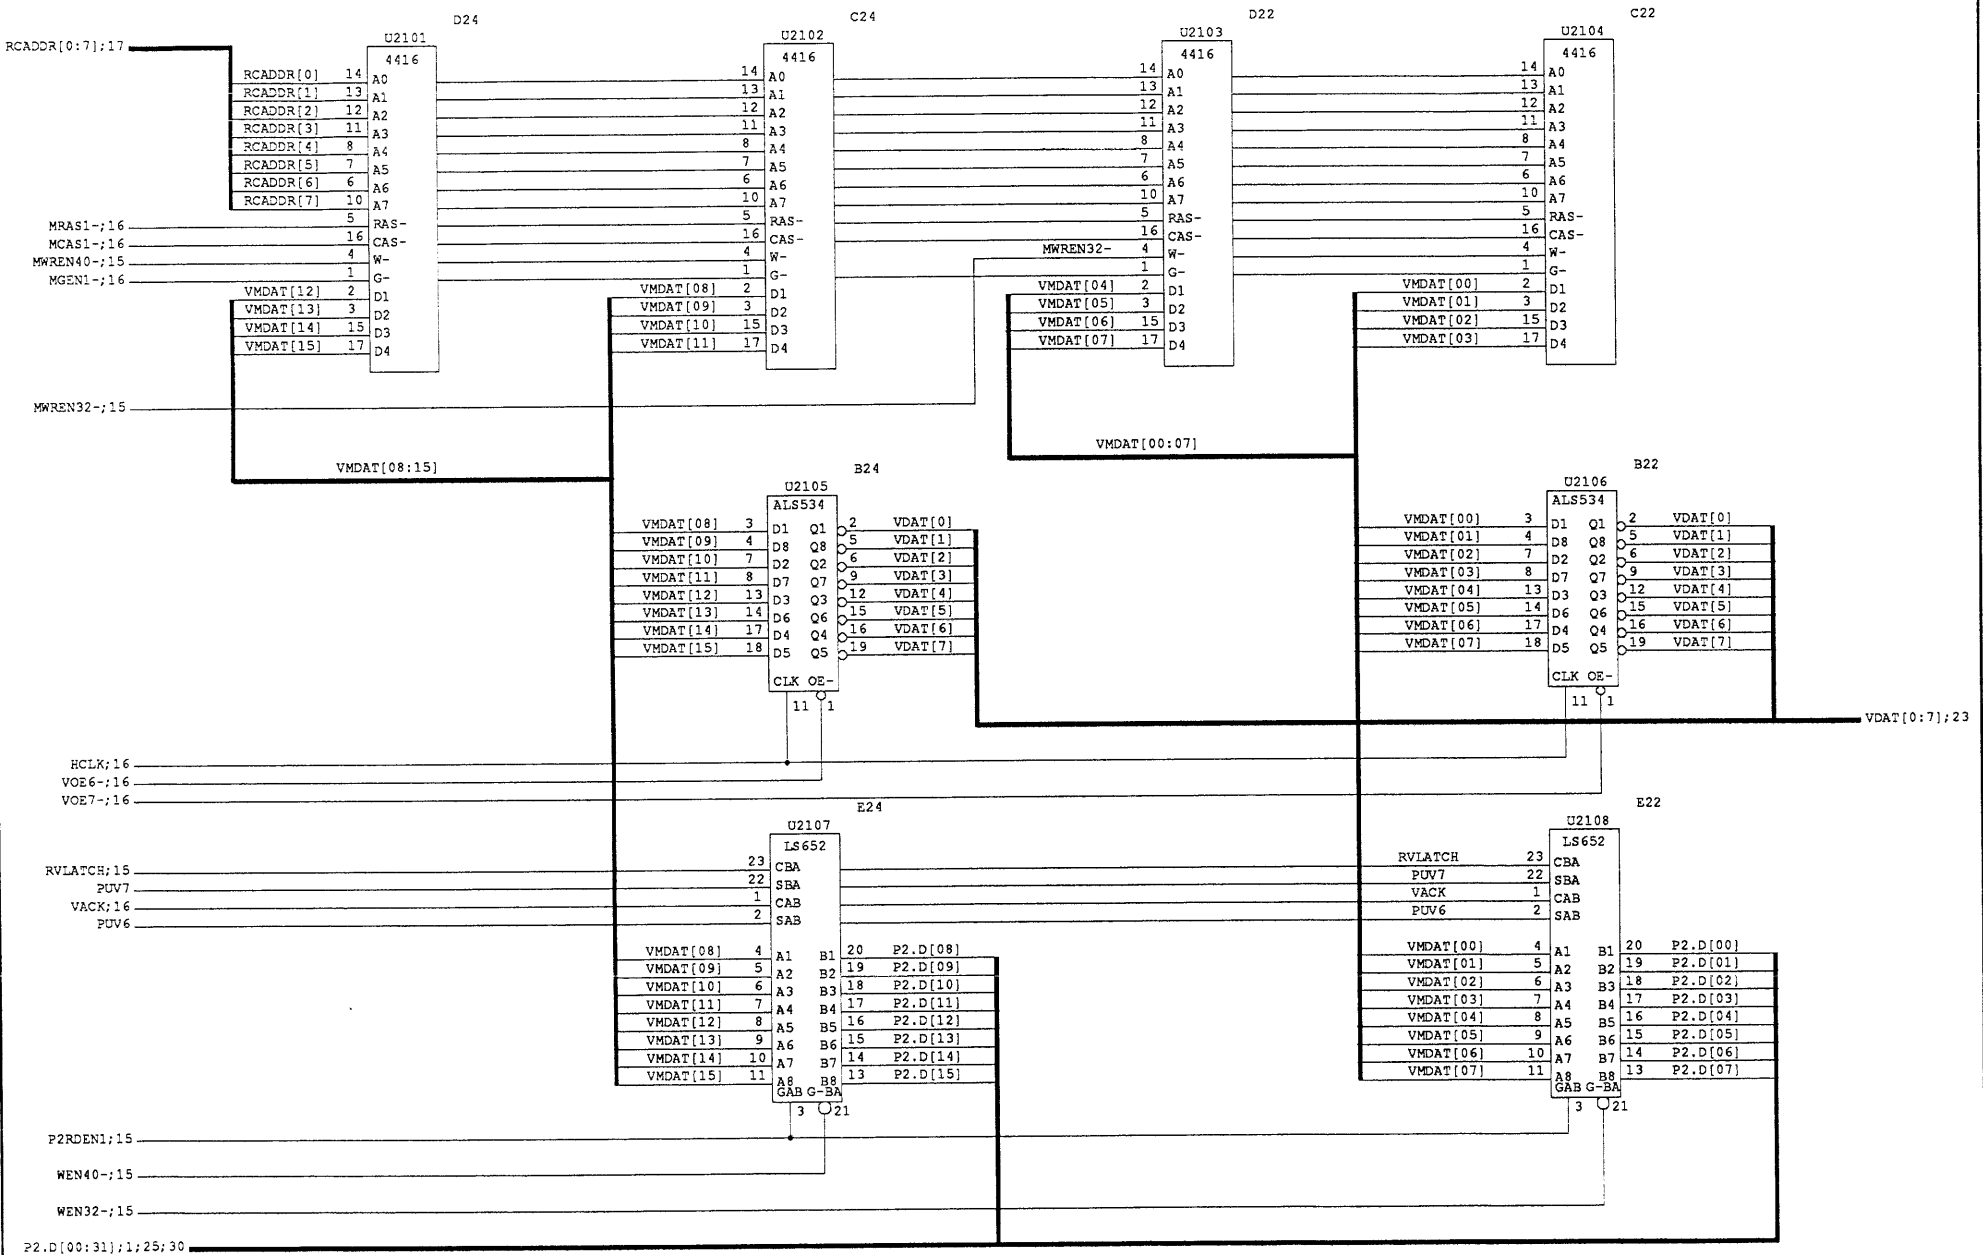 D24 C24 D22 C22
RCADDR[0:7];17
U2101 U2102 U2103 U2104
4416 4416 4416 4416
RCADDR[0] 14 A0 14 A0 14 A0 14 A0
RCADDR[1] 13 A1 13 A1 13 A1 13 A1
RCADDR[2] 12 A2 12 A2 12 A2 12 A2
RCADDR[3] 11 A3 11 A3 11 A3 11 A3
RCADDR[4] 8 A4 8 A4 8 A4 8 A4
RCADDR[5] 7 A5 7 A5 7 A5 7 A5
RCADDR[6] 6 A6 6 A6 6 A6 6 A6
RCADDR[7] 10 A7 10 A7 10 A7 10 A7
MRAS1-;16 5 RAS- 5 RAS- 5 RAS- 5 RAS-
MCAS1-;16 16 CAS- 16 CAS- 16 CAS- 16 CAS-
MWREN40-;15 4 W- 4 W- MWREN32- 4 W- 4 W-
MGEN1-;16 1 G- 1 G- 1 G- 1 G-
VMDAT[12] 2 D1 VMDAT[08] 2 D1 VMDAT[04] 2 D1 VMDAT[00] 2 D1
VMDAT[13] 3 D2 VMDAT[09] 3 D2 VMDAT[05] 3 D2 VMDAT[01] 3 D2
VMDAT[14] 15 D3 VMDAT[10] 15 D3 VMDAT[06] 15 D3 VMDAT[02] 15 D3
VMDAT[15] 17 D4 VMDAT[11] 17 D4 VMDAT[07] 17 D4 VMDAT[03] 17 D4
MWREN32-;15
VMDAT[00:07]
VMDAT[08:15] B24 B22
U2105 U2106
ALS534 ALS534
VMDAT[08] 3 D1 Q1 2 VDAT[0] VMDAT[00] 3 D1 Q1 2 VDAT[0]
VMDAT[09] 4 D8 Q8 5 VDAT[1] VMDAT[01] 4 D8 Q8 5 VDAT[1]
VMDAT[10] 7 D2 Q2 6 VDAT[2] VMDAT[02] 7 D2 Q2 6 VDAT[2]
VMDAT[11] 8 D7 Q7 9 VDAT[3] VMDAT[03] 8 D7 Q7 9 VDAT[3]
VMDAT[12] 13 D3 Q3 12 VDAT[4] VMDAT[04] 13 D3 Q3 12 VDAT[4]
VMDAT[13] 14 D6 Q6 15 VDAT[5] VMDAT[05] 14 D6 Q6 15 VDAT[5]
VMDAT[14] 17 D4 Q4 16 VDAT[6] VMDAT[06] 17 D4 Q4 16 VDAT[6]
VMDAT[15] 18 D5 Q5 19 VDAT[7] VMDAT[07] 18 D5 Q5 19 VDAT[7]
CLK OE- CLK OE-
11 1 11 1
VDAT[0:7];23
HCLK;16
VOE6-;16
VOE7-;16
E24 E22
U2107 U2108
LS652 LS652
RVLATCH;15 23 CBA RVLATCH 23 CBA
PUV7 22 SBA PUV7 22 SBA
VACK;16 1 CAB VACK 1 CAB
PUV6 2 SAB PUV6 2 SAB
VMDAT[08] 4 A1 B1 20 P2.D[08] VMDAT[00] 4 A1 B1 20 P2.D[00]
VMDAT[09] 5 A2 B2 19 P2.D[09] VMDAT[01] 5 A2 B2 19 P2.D[01]
VMDAT[10] 6 A3 B3 18 P2.D[10] VMDAT[02] 6 A3 B3 18 P2.D[02]
VMDAT[11] 7 A4 B4 17 P2.D[11] VMDAT[03] 7 A4 B4 17 P2.D[03]
VMDAT[12] 8 A5 B5 16 P2.D[12] VMDAT[04] 8 A5 B5 16 P2.D[04]
VMDAT[13] 9 A6 B6 15 P2.D[13] VMDAT[05] 9 A6 B6 15 P2.D[05]
VMDAT[14] 10 A7 B7 14 P2.D[14] VMDAT[06] 10 A7 B7 14 P2.D[06]
VMDAT[15] 11 A8 B8 13 P2.D[15] VMDAT[07] 11 A8 B8 13 P2.D[07]
GAB G-BA GAB G-BA
3 21 3 21
P2RDEN1;15
WEN40-;15
WEN32-;15
P2.D[00:31];1;25;30